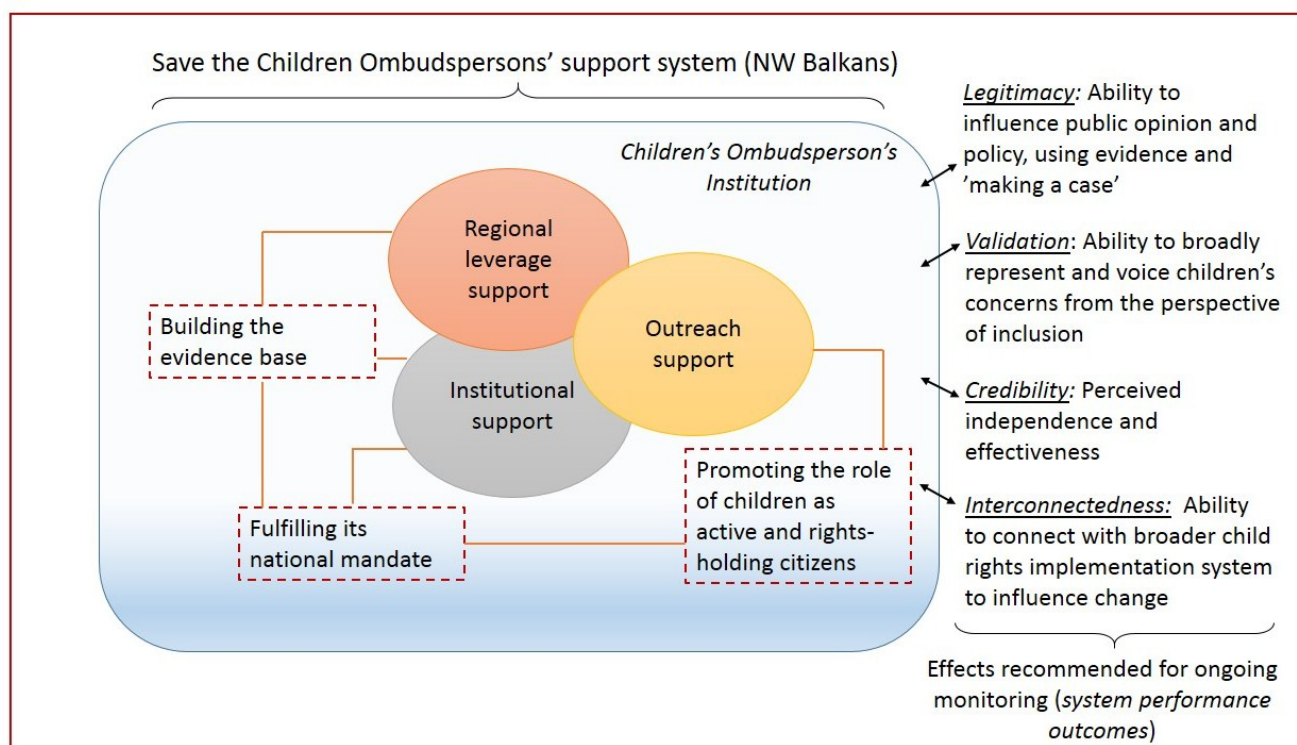 Save the Children Ombudspersons’ support system (NW Balkans)
Children’s Ombudsperson’s
Institution
Regional
leverage
support
Outreach
support
Institutional
support
Building the
evidence base
Fulfilling its
national mandate
Promoting the role
of children as
active and rights-
holding citizens
Legitimacy: Ability to
influence public opinion and
policy, using evidence and
’making a case’
Validation: Ability to broadly
represent and voice children’s
concerns from the perspective
of inclusion
Credibility: Perceived
independence and
effectiveness
Interconnectedness: Ability
to connect with broader child
rights implementation system
to influence change
Effects recommended for ongoing
monitoring (system performance
outcomes)